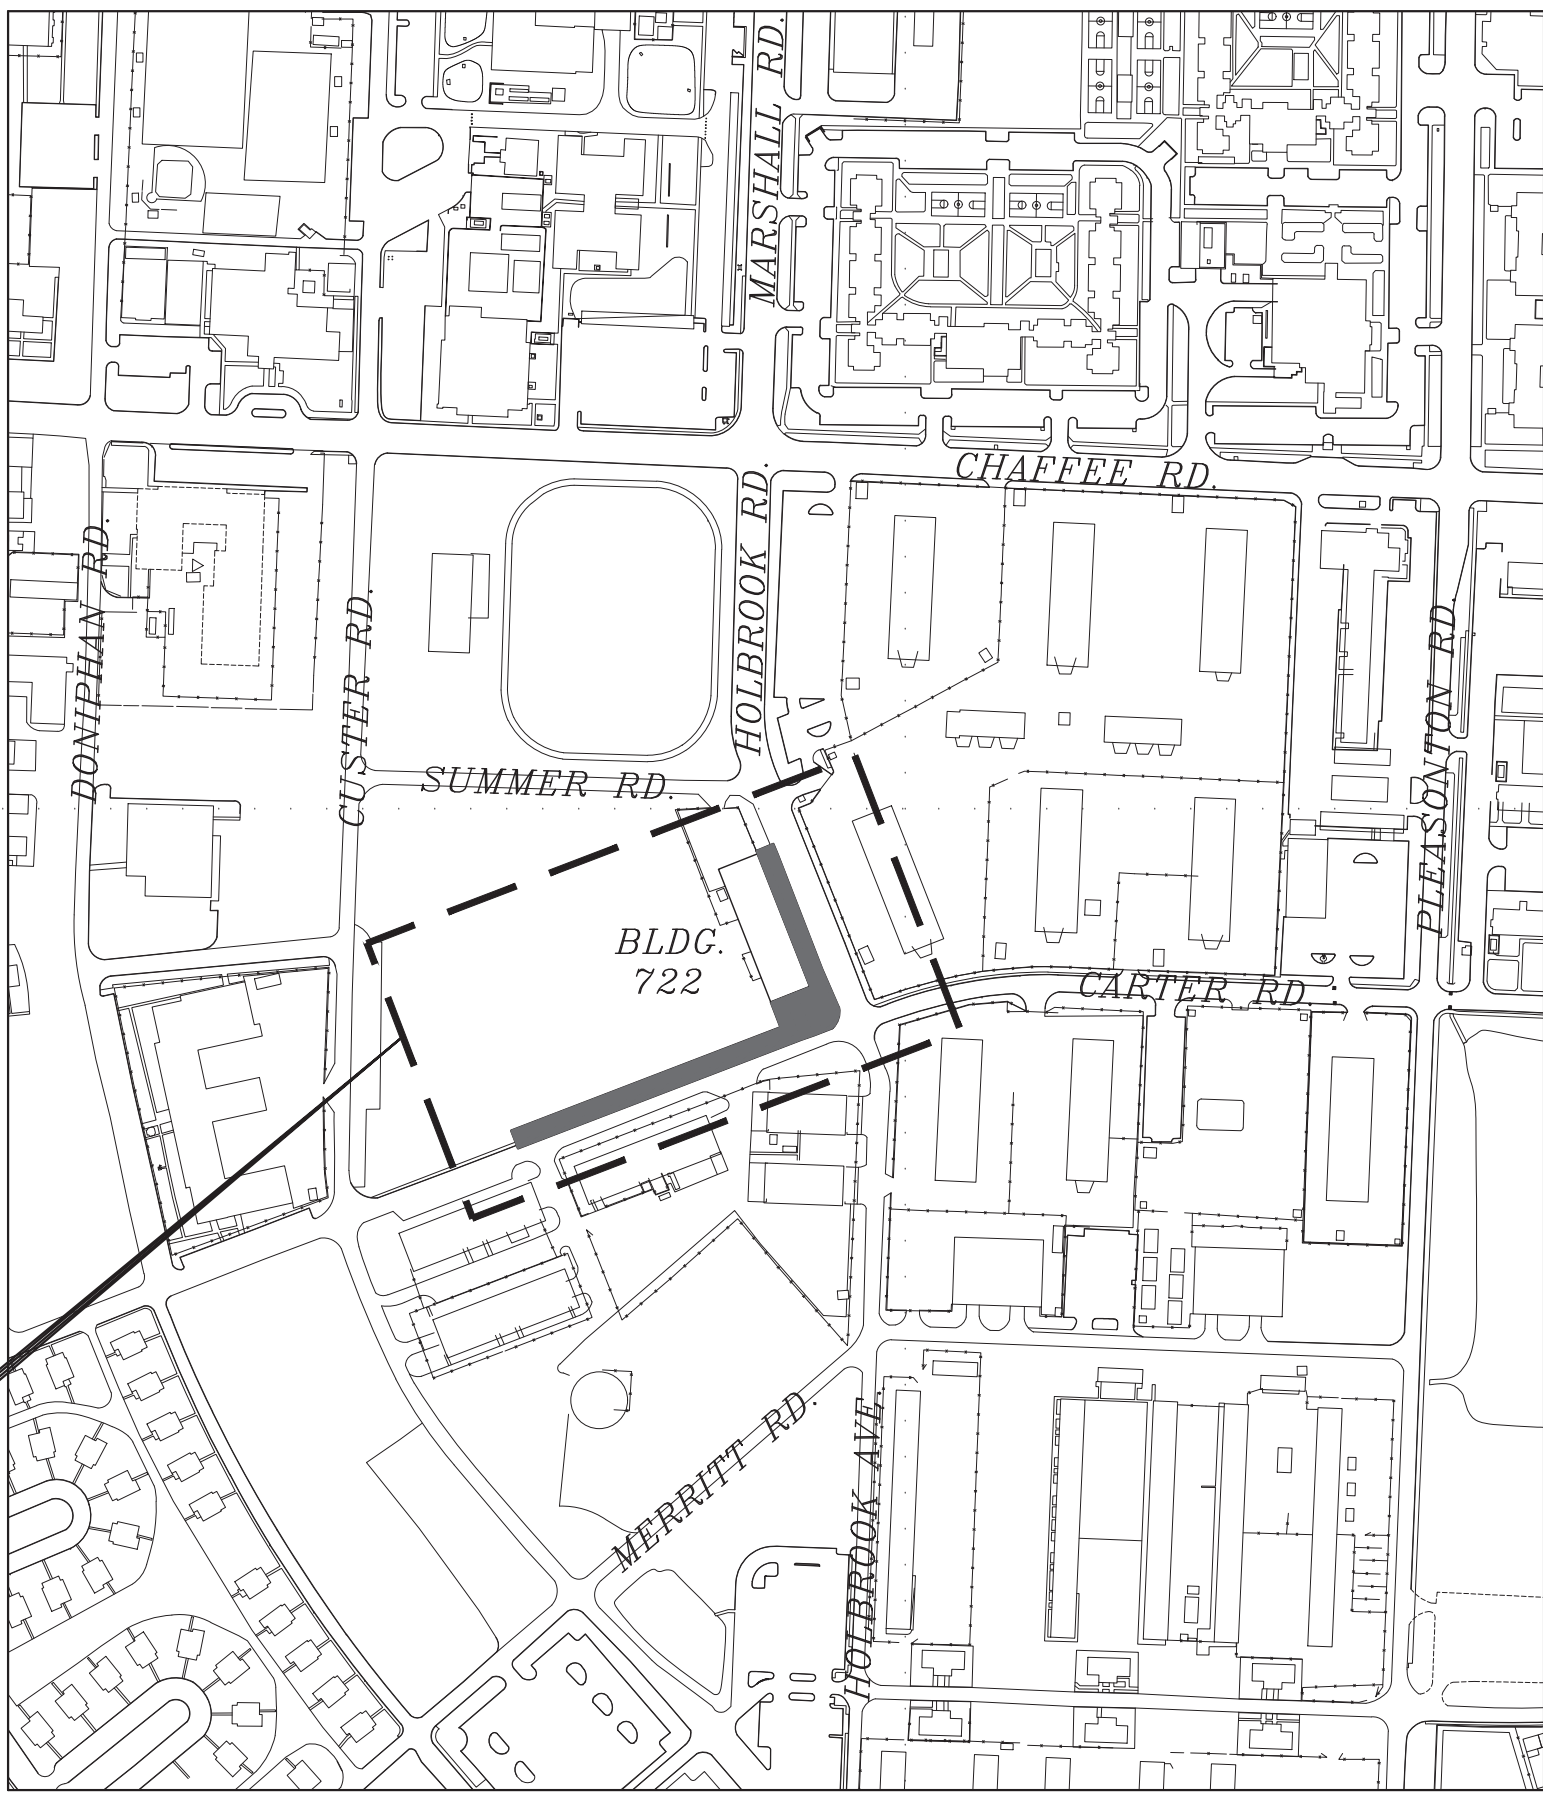 MARSHALL RD.
CHAFFEE RD.
HOLBROOK RD.
DONIPHAN RD.
CUSTER RD.
PLEASONTON RD.
SUMMER RD.
BLDG.
722
CARTER RD.
MERRITT RD.
HOLBROOK AVE.